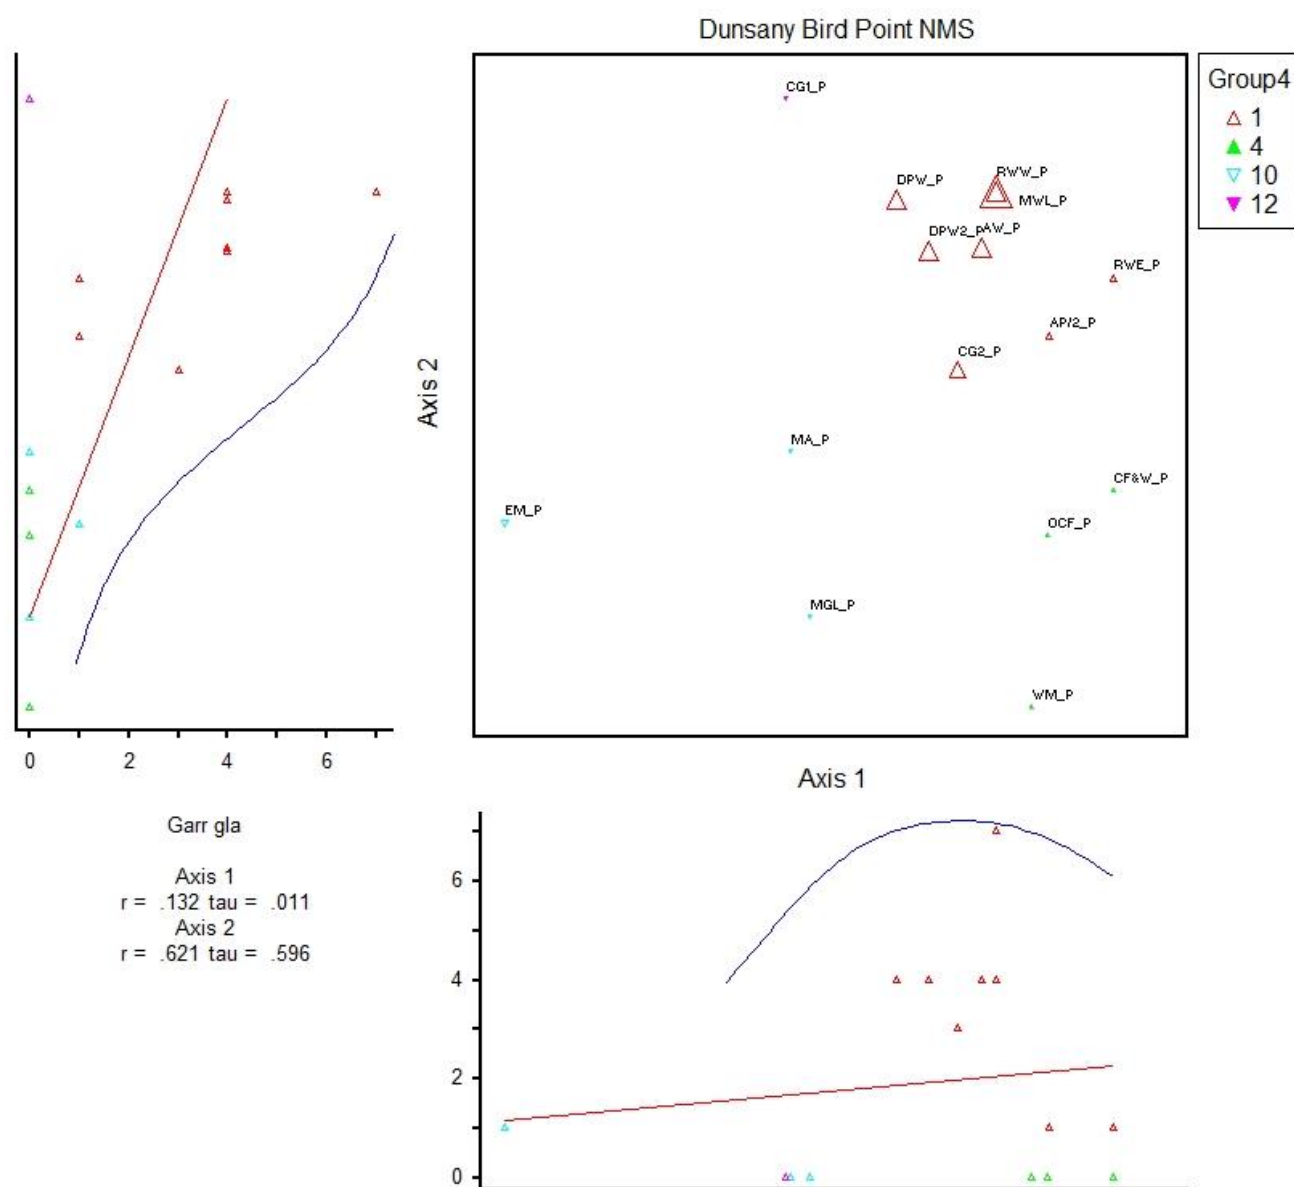 Dunsany Bird Point NMS
Group4
1
4
10
12
CG1_P
DPW_P
RWW_P
MWL_P
DPW2_P
AW_P
RWE_P
AP/2_P
CG2_P
MA_P
CF&W_P
EM_P
OCF_P
MGL_P
WM_P
Axis 2
0 2 4 6
Axis 1
Garr gla
Axis 1
r = .132 tau = .011
Axis 2
r = .621 tau = .596
6
4
2
0